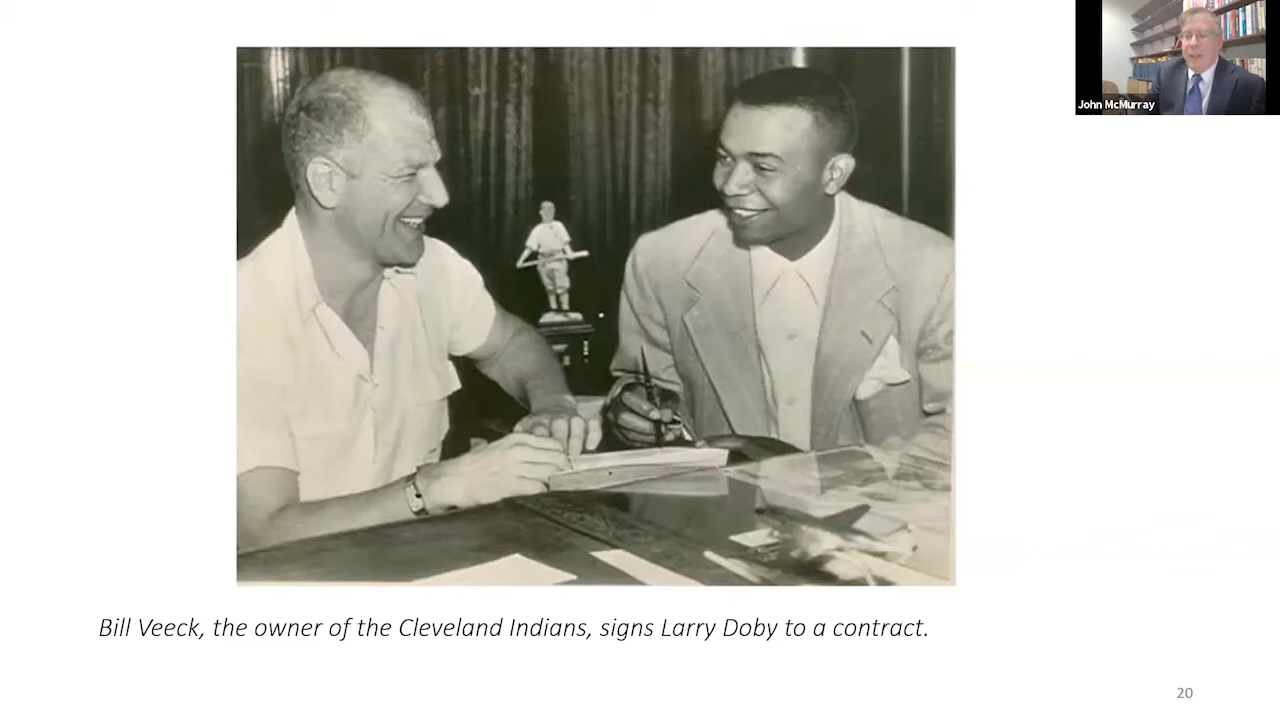 John McMurray
Bill Veeck, the owner of the Cleveland Indians, signs Larry Doby to a contract.
20